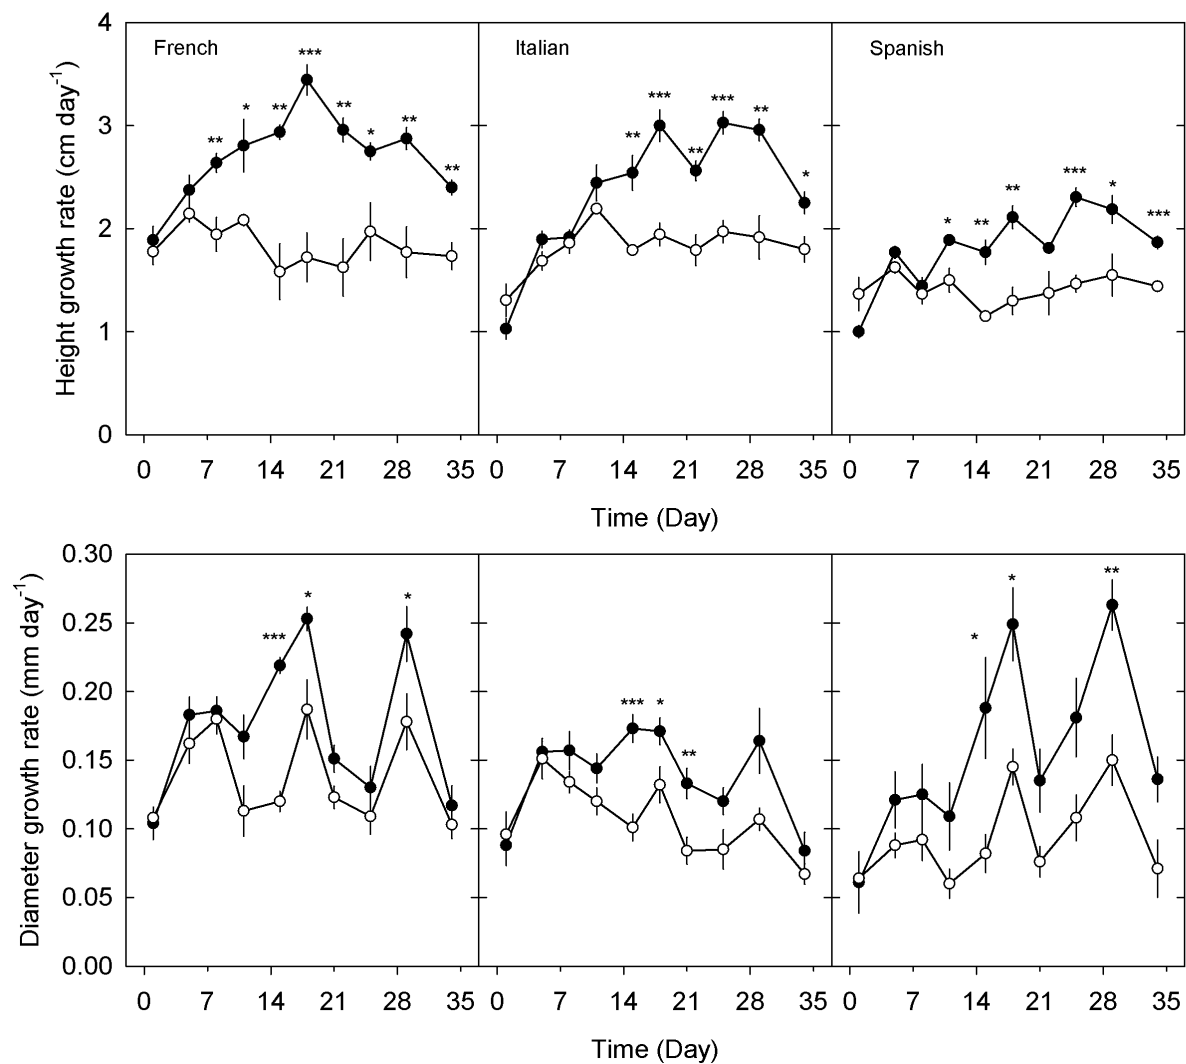 Height growth rate (cm day⁻¹)
4
3
2
1
0
French
Italian
Spanish
** * ** *** ** * ** **
** *** ** *** ** *
* ** ** *** * ***
0 7 14 21 28 35 0 7 14 21 28 35 0 7 14 21 28 35
Time (Day)
Diameter growth rate (mm day⁻¹)
0.30
0.25
0.20
0.15
0.10
0.05
0.00
*** * *
*** * **
* * **
0 7 14 21 28 35 0 7 14 21 28 35 0 7 14 21 28 35
Time (Day)